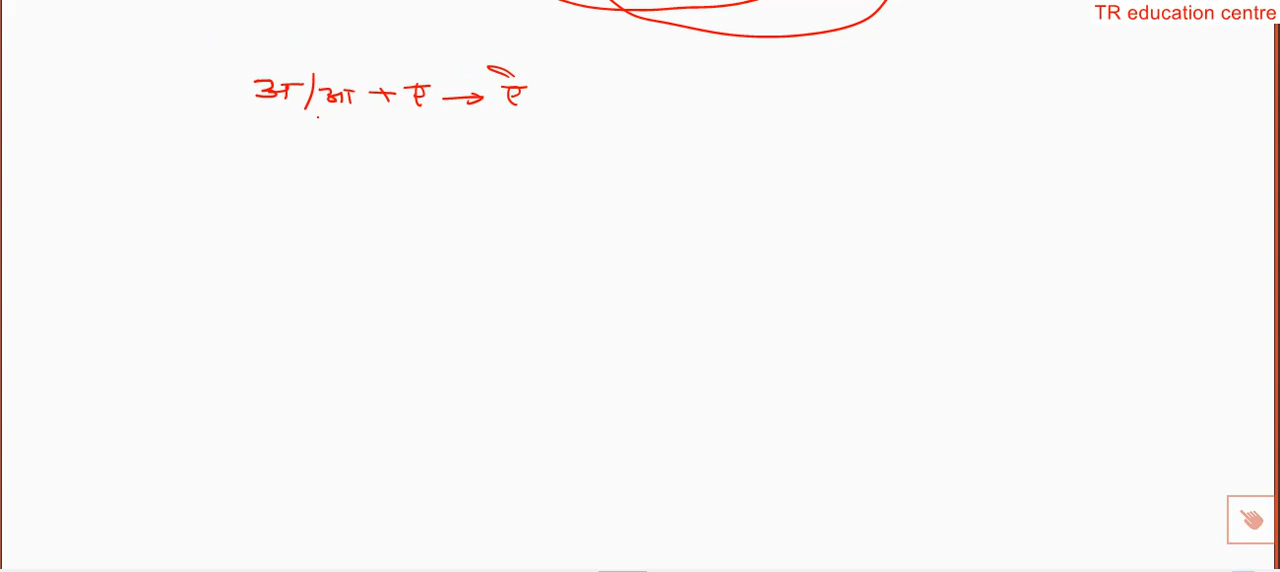 TR education centre
अ/आ + ए → ऐ